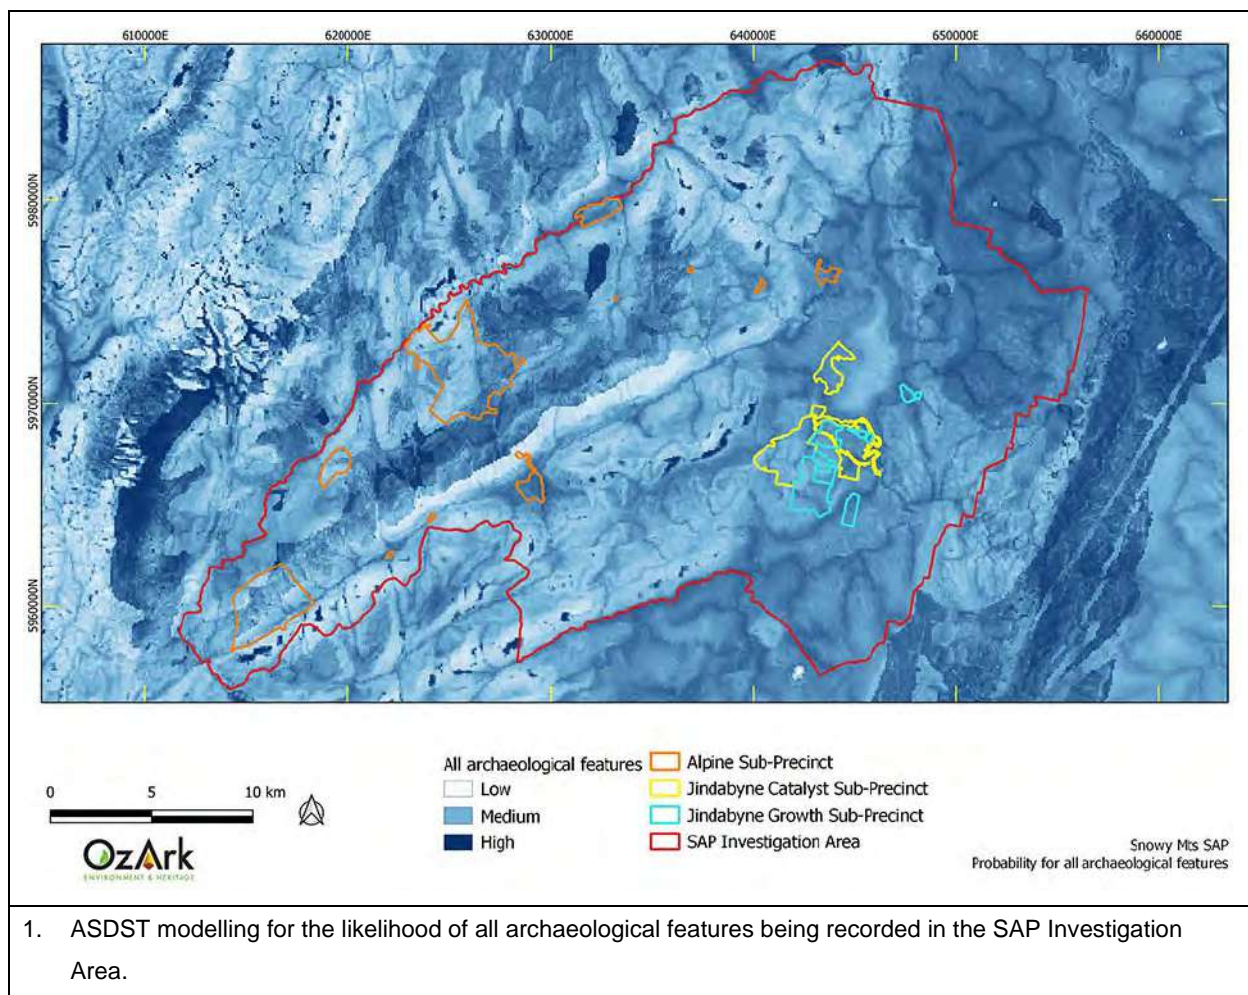 610000E 620000E 630000E 640000E 650000E 660000E
5980000N
5970000N
5960000N
0 5 10 km
OzArk
ENVIRONMENT & HERITAGE
All archaeological features
Low
Medium
High
Alpine Sub-Precinct
Jindabyne Catalyst Sub-Precinct
Jindabyne Growth Sub-Precinct
SAP Investigation Area
Snowy Mts SAP
Probability for all archaeological features
1. ASDST modelling for the likelihood of all archaeological features being recorded in the SAP Investigation
Area.